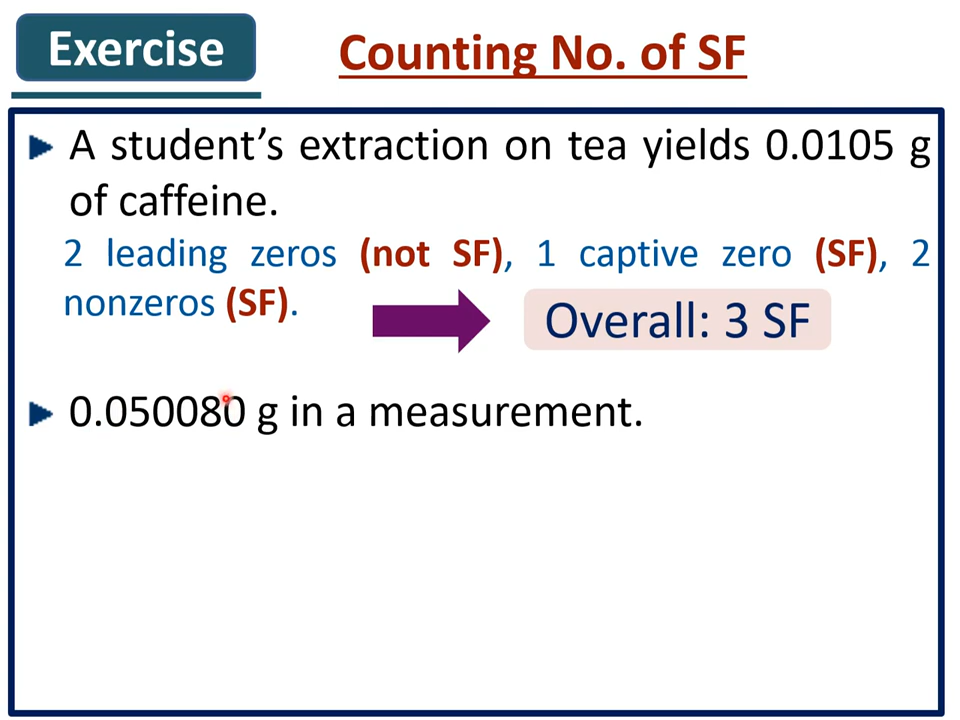 Exercise
Counting No. of SF
A student’s extraction on tea yields 0.0105 g
of caffeine.
2 leading zeros (not SF), 1 captive zero (SF), 2
nonzeros (SF).
Overall: 3 SF
0.050080 g in a measurement.